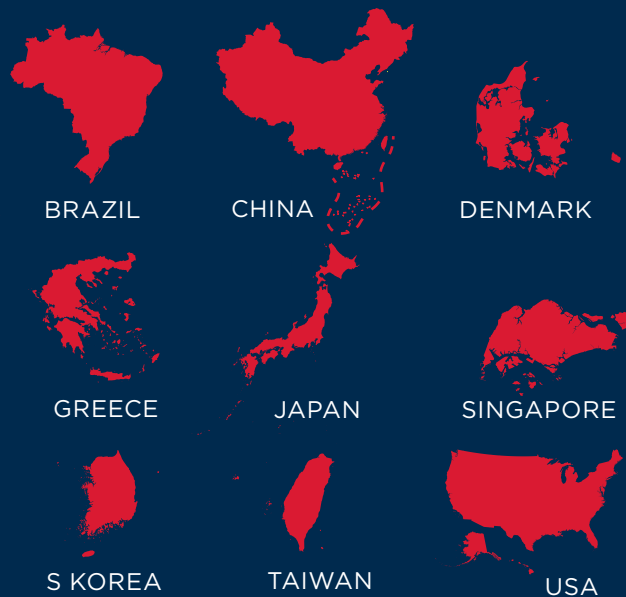 BRAZIL
CHINA
DENMARK
GREECE
JAPAN
SINGAPORE
S KOREA
TAIWAN
USA